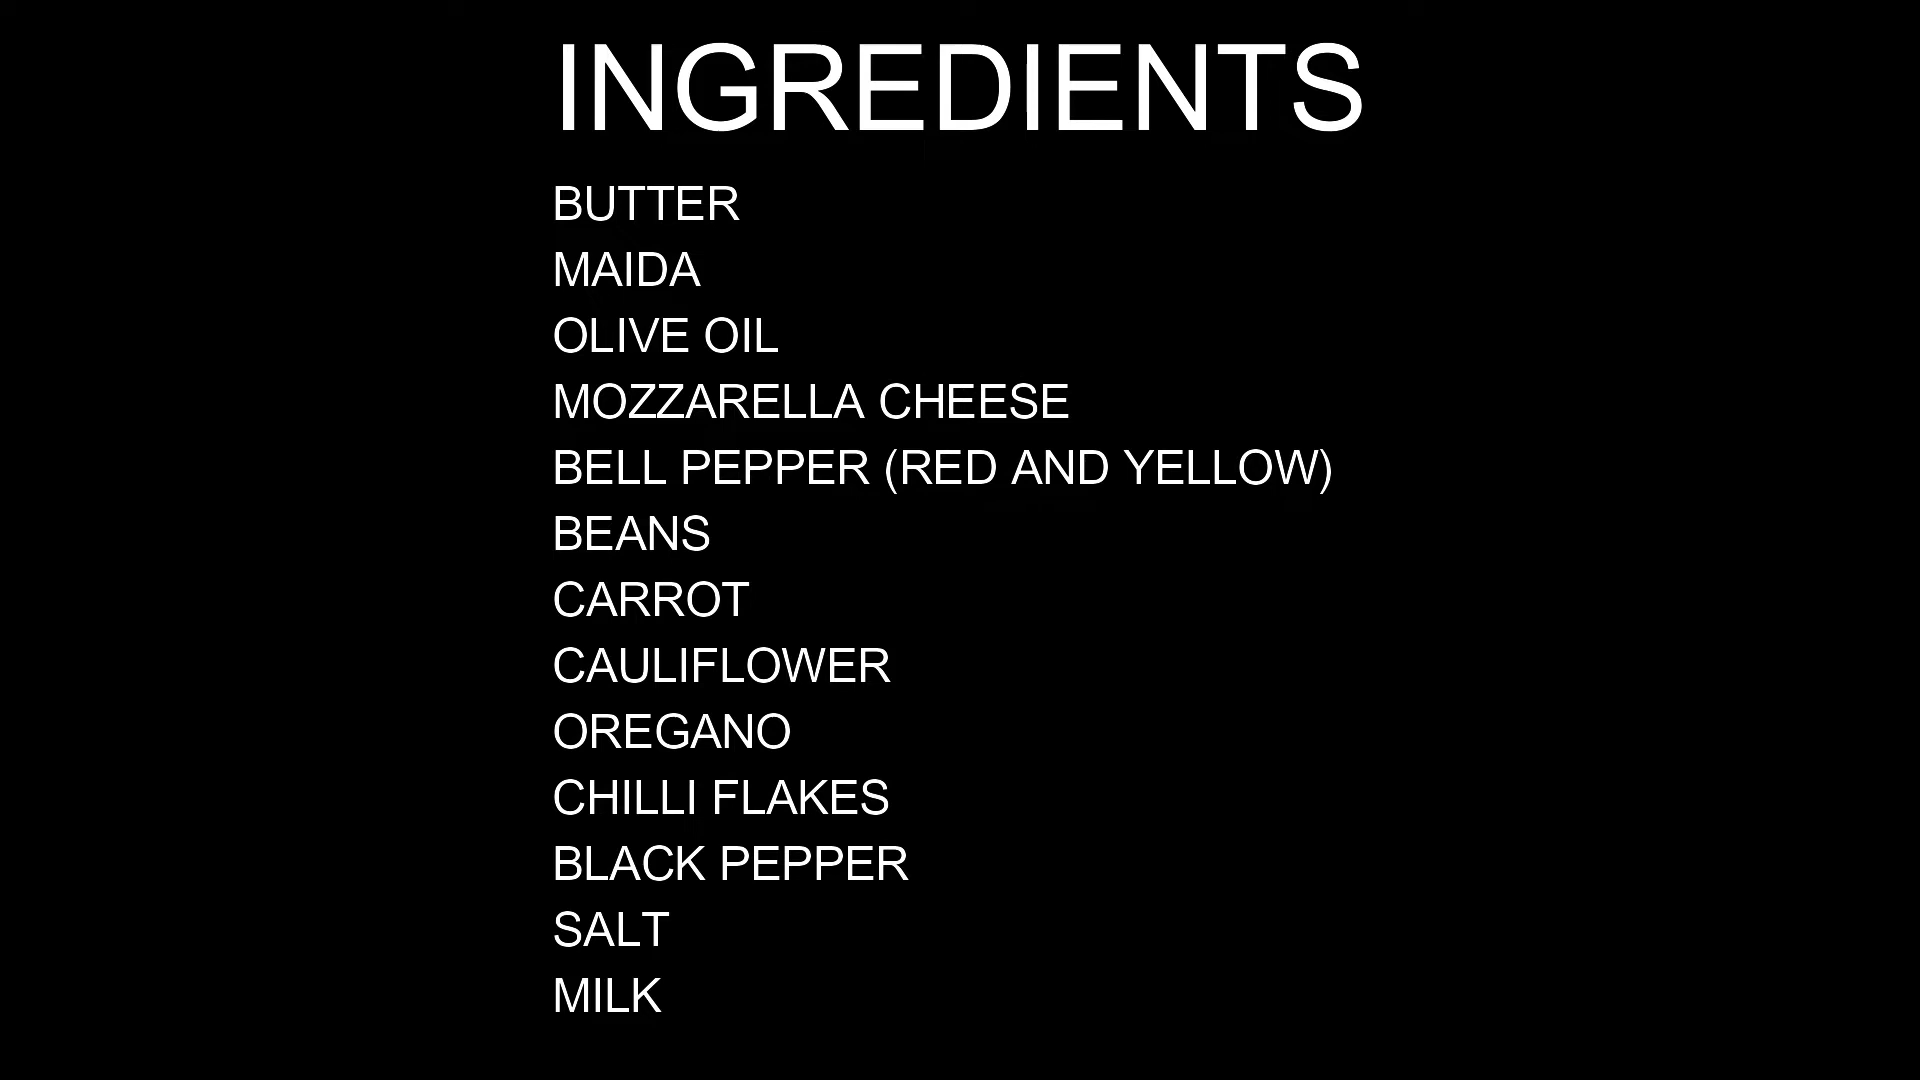 INGREDIENTS
BUTTER
MAIDA
OLIVE OIL
MOZZARELLA CHEESE
BELL PEPPER (RED AND YELLOW)
BEANS
CARROT
CAULIFLOWER
OREGANO
CHILLI FLAKES
BLACK PEPPER
SALT
MILK